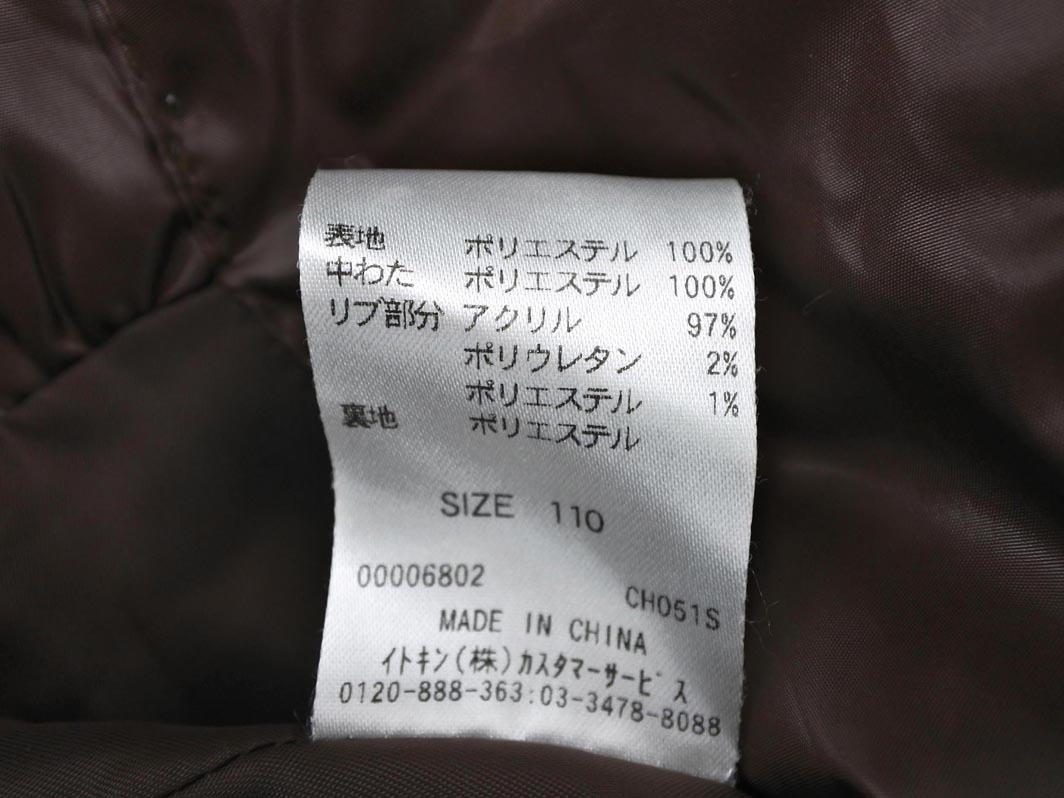 表地 ポリエステル 100%
中わた ポリエステル 100%
リブ部分 アクリル 97%
ポリウレタン 2%
ポリエステル 1%
裏地 ポリエステル
SIZE 110
00006802 CH051S
MADE IN CHINA
イトキン(株)カスタマーサービス
0120-888-363:03-3478-8088